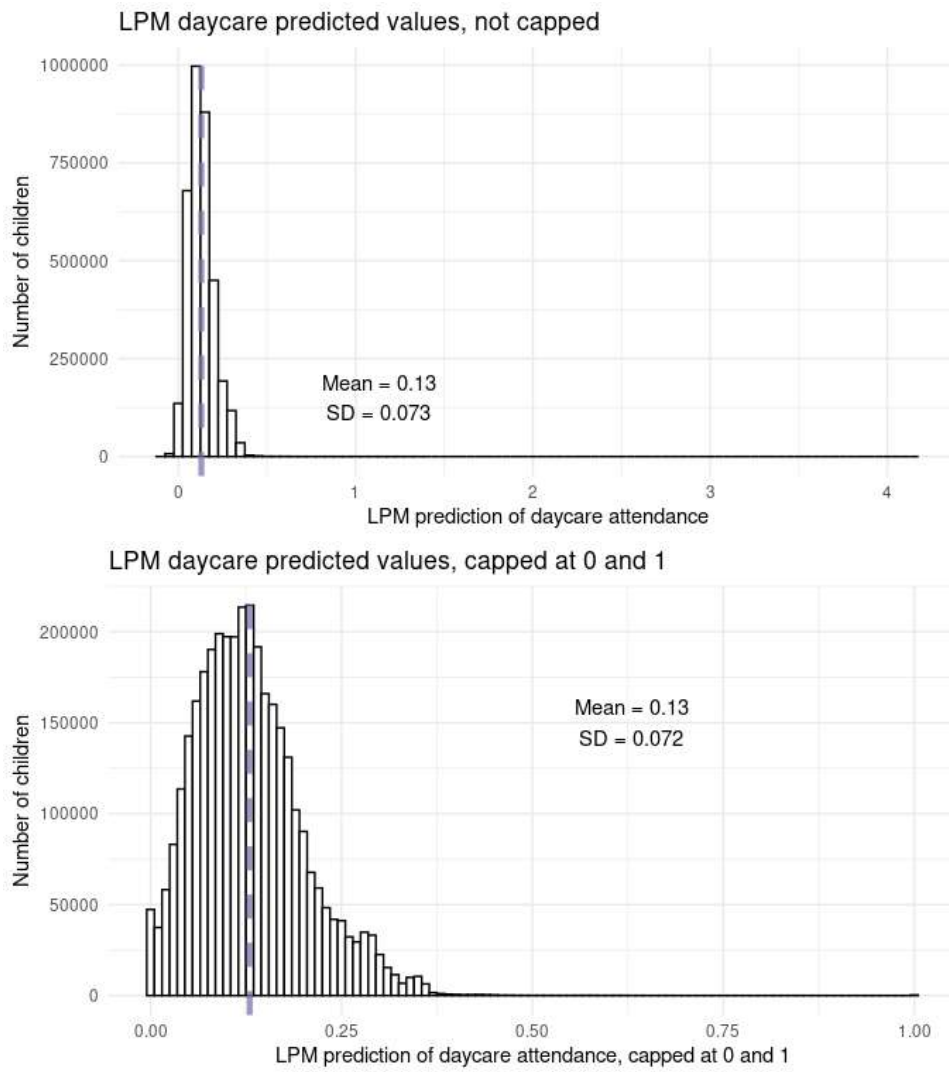 LPM daycare predicted values, not capped
1000000
750000
500000
250000
0
Number of children
Mean = 0.13
SD = 0.073
0 1 2 3 4
LPM prediction of daycare attendance
LPM daycare predicted values, capped at 0 and 1
200000
150000
100000
50000
0
Number of children
Mean = 0.13
SD = 0.072
0.00 0.25 0.50 0.75 1.00
LPM prediction of daycare attendance, capped at 0 and 1